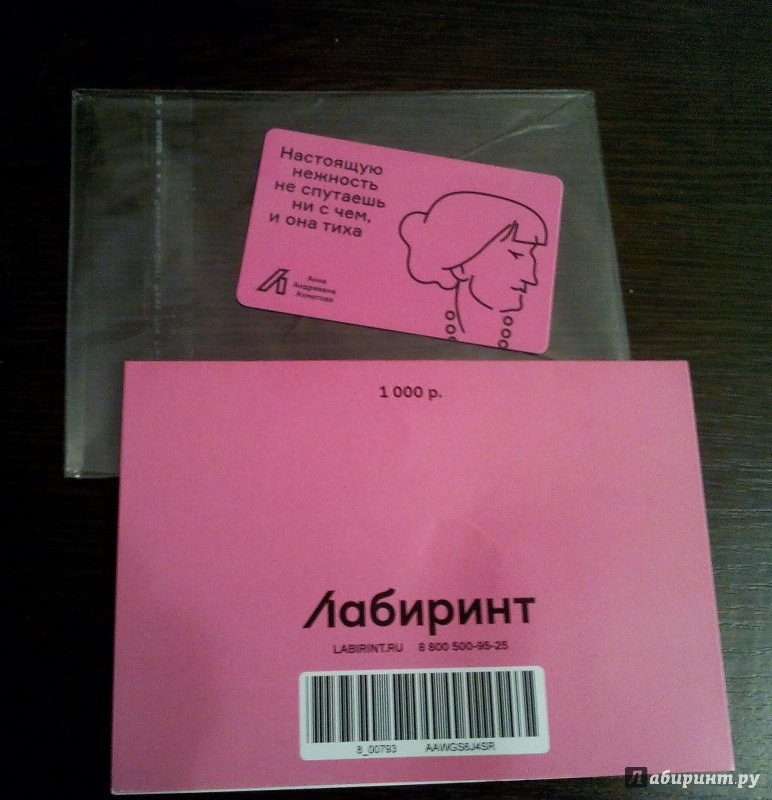 Настоящую
нежность
не спутаешь
ни с чем,
и она тиха
Анна
Андреевна
Ахматова
1 000 р.
Лабиринт
LABIRINT.RU 8 800 500-95-25
8_00793 AAWGS6J4SR
Лабиринт.ру